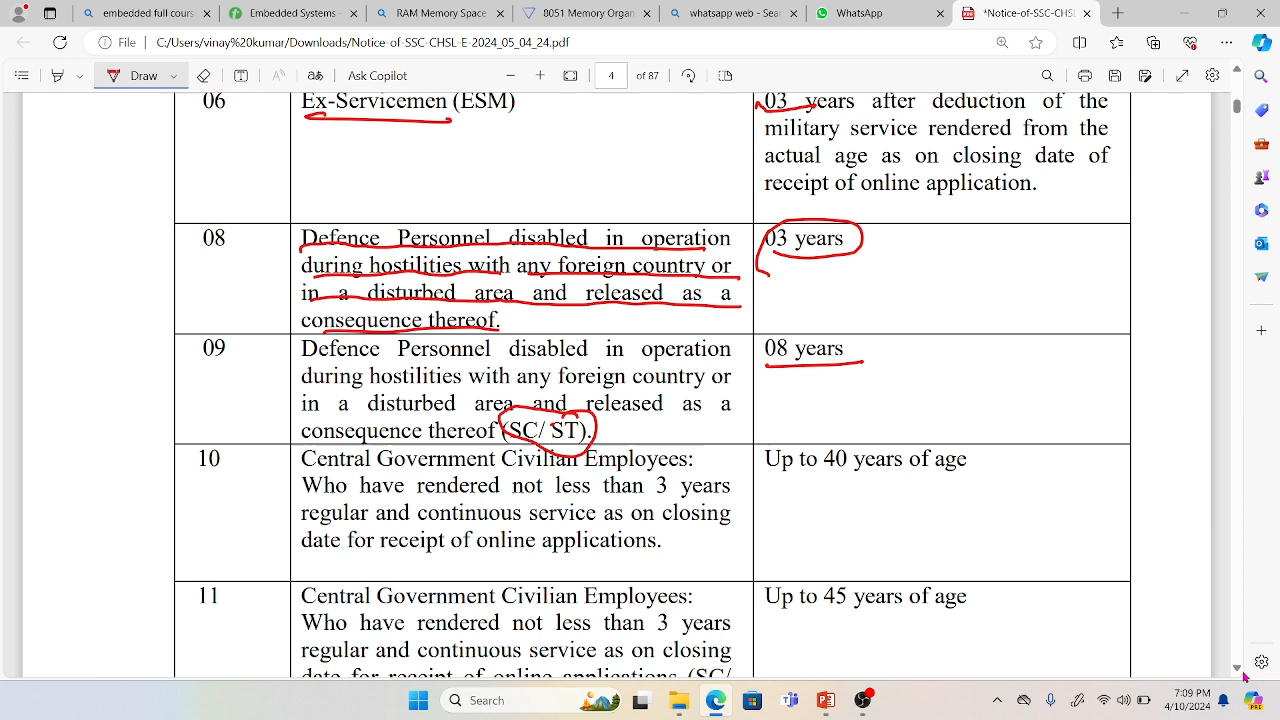 embedded full cours
Embedded Systems -
RAM Memory Space
8051 Memory Organ
whatsapp web - Sear
WhatsApp
*Notice-of-SSC-CHSL-E-
File
C:/Users/vinay%20kumar/Downloads/Notice-of-SSC-CHSL-E-2024_05_04_24.pdf
Draw
Ask Copilot
4 of 87
06 Ex-Servicemen (ESM) 03 years after deduction of the
military service rendered from the
actual age as on closing date of
receipt of online application.
08 Defence Personnel disabled in operation 03 years
during hostilities with any foreign country or
in a disturbed area and released as a
consequence thereof.
09 Defence Personnel disabled in operation 08 years
during hostilities with any foreign country or
in a disturbed area and released as a
consequence thereof (SC/ ST).
10 Central Government Civilian Employees: Up to 40 years of age
Who have rendered not less than 3 years
regular and continuous service as on closing
date for receipt of online applications.
11 Central Government Civilian Employees: Up to 45 years of age
Who have rendered not less than 3 years
regular and continuous service as on closing
date for receipt of online applications (SC/
Search
7:09 PM
4/10/2024